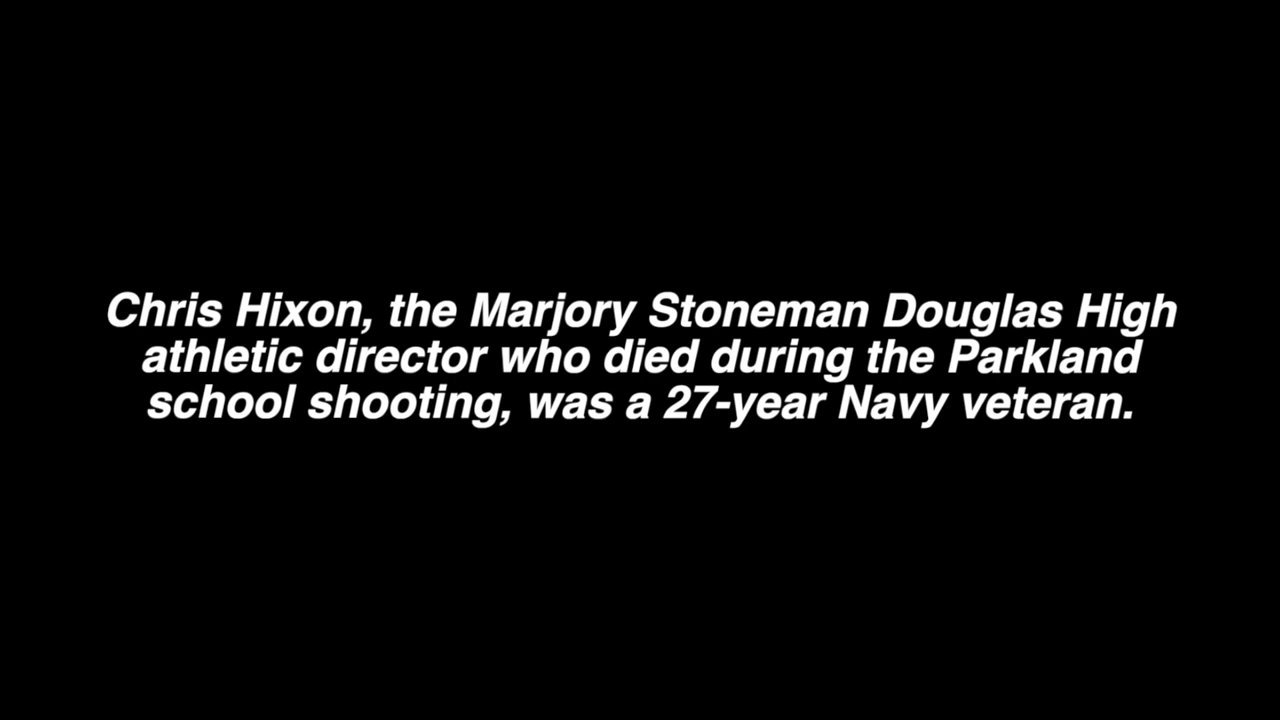 Chris Hixon, the Marjory Stoneman Douglas High
athletic director who died during the Parkland
school shooting, was a 27-year Navy veteran.